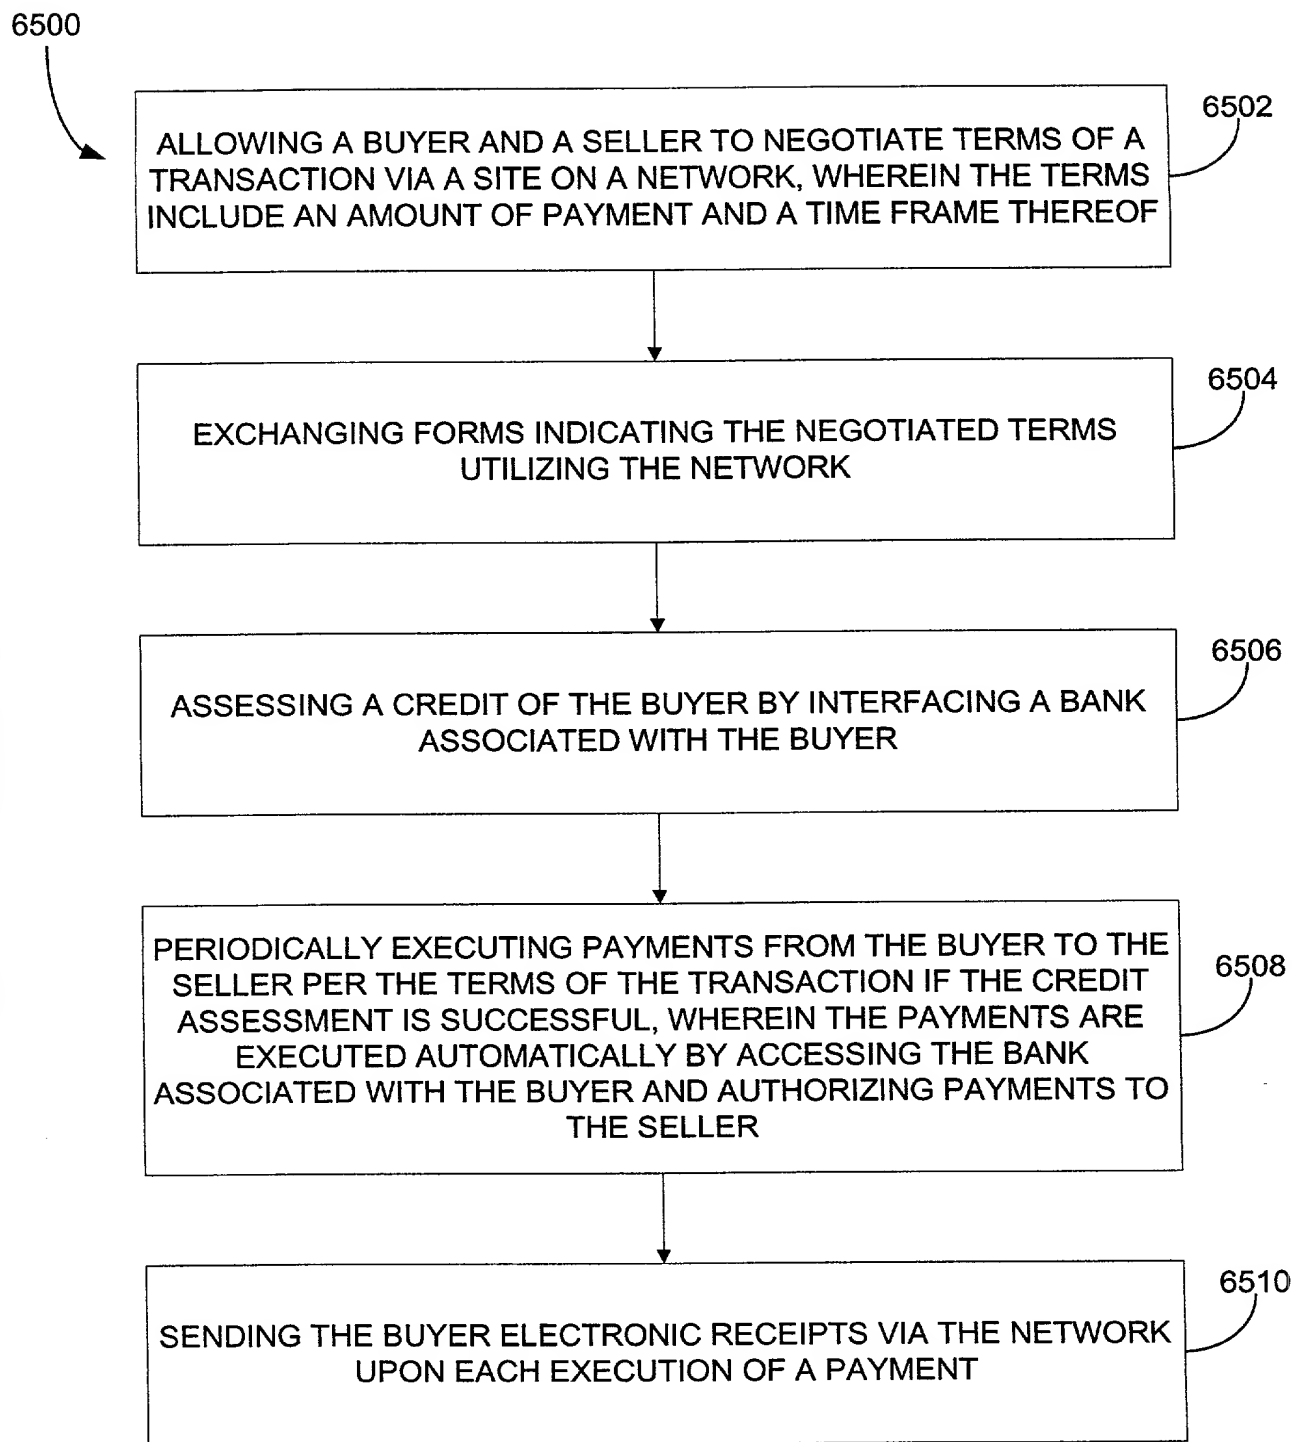 6500
6502
ALLOWING A BUYER AND A SELLER TO NEGOTIATE TERMS OF A
TRANSACTION VIA A SITE ON A NETWORK, WHEREIN THE TERMS
INCLUDE AN AMOUNT OF PAYMENT AND A TIME FRAME THEREOF
6504
EXCHANGING FORMS INDICATING THE NEGOTIATED TERMS
UTILIZING THE NETWORK
6506
ASSESSING A CREDIT OF THE BUYER BY INTERFACING A BANK
ASSOCIATED WITH THE BUYER
6508
PERIODICALLY EXECUTING PAYMENTS FROM THE BUYER TO THE
SELLER PER THE TERMS OF THE TRANSACTION IF THE CREDIT
ASSESSMENT IS SUCCESSFUL, WHEREIN THE PAYMENTS ARE
EXECUTED AUTOMATICALLY BY ACCESSING THE BANK
ASSOCIATED WITH THE BUYER AND AUTHORIZING PAYMENTS TO
THE SELLER
6510
SENDING THE BUYER ELECTRONIC RECEIPTS VIA THE NETWORK
UPON EACH EXECUTION OF A PAYMENT